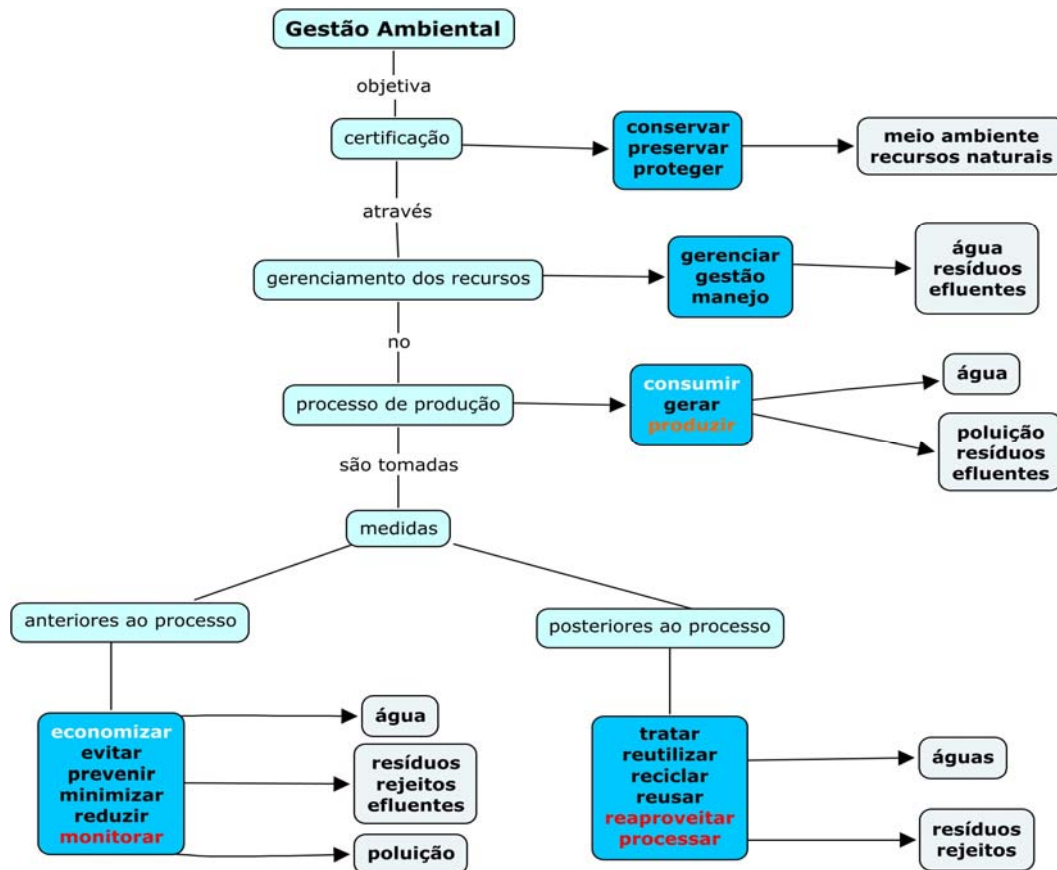 Gestão Ambiental
objetiva
certificação
conservar
preservar
proteger
meio ambiente
recursos naturais
através
gerenciamento dos recursos
gerenciar
gestão
manejo
água
resíduos
efluentes
no
processo de produção
consumir
gerar
produzir
água
poluição
resíduos
efluentes
são tomadas
medidas
anteriores ao processo
posteriores ao processo
economizar
evitar
prevenir
minimizar
reduzir
monitorar
água
resíduos
rejeitos
efluentes
poluição
tratar
reutilizar
reciclar
reusar
reaproveitar
processar
águas
resíduos
rejeitos